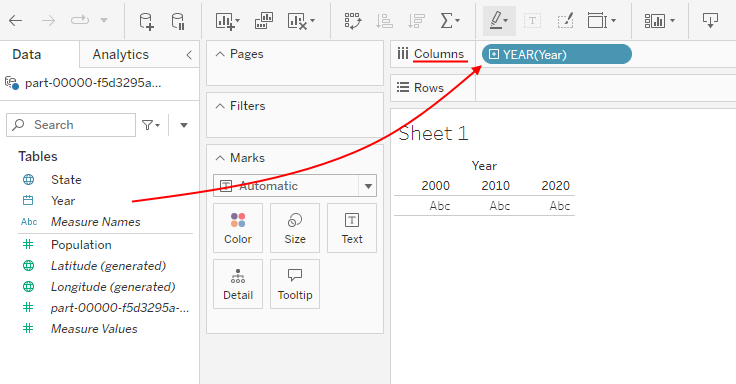 Data
Analytics
part-00000-f5d3295a...
Search
Tables
State
Year
Abc Measure Names
Population
Latitude (generated)
Longitude (generated)
part-00000-f5d3295a-...
Measure Values
Pages
Filters
Marks
T Automatic
Color
Size
T
Text
Detail
Tooltip
Columns
YEAR(Year)
Rows
Sheet 1
Year
2000 2010 2020
Abc Abc Abc